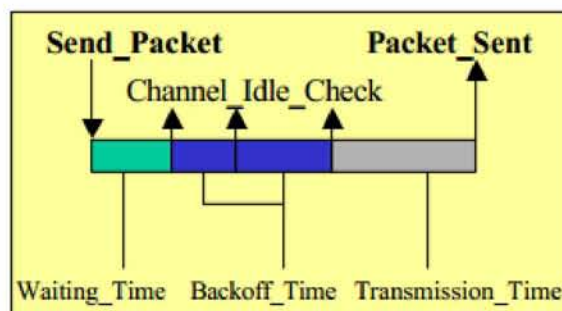 Send_Packet Packet_Sent
Channel_Idle_Check
Waiting_Time Backoff_Time Transmission_Time